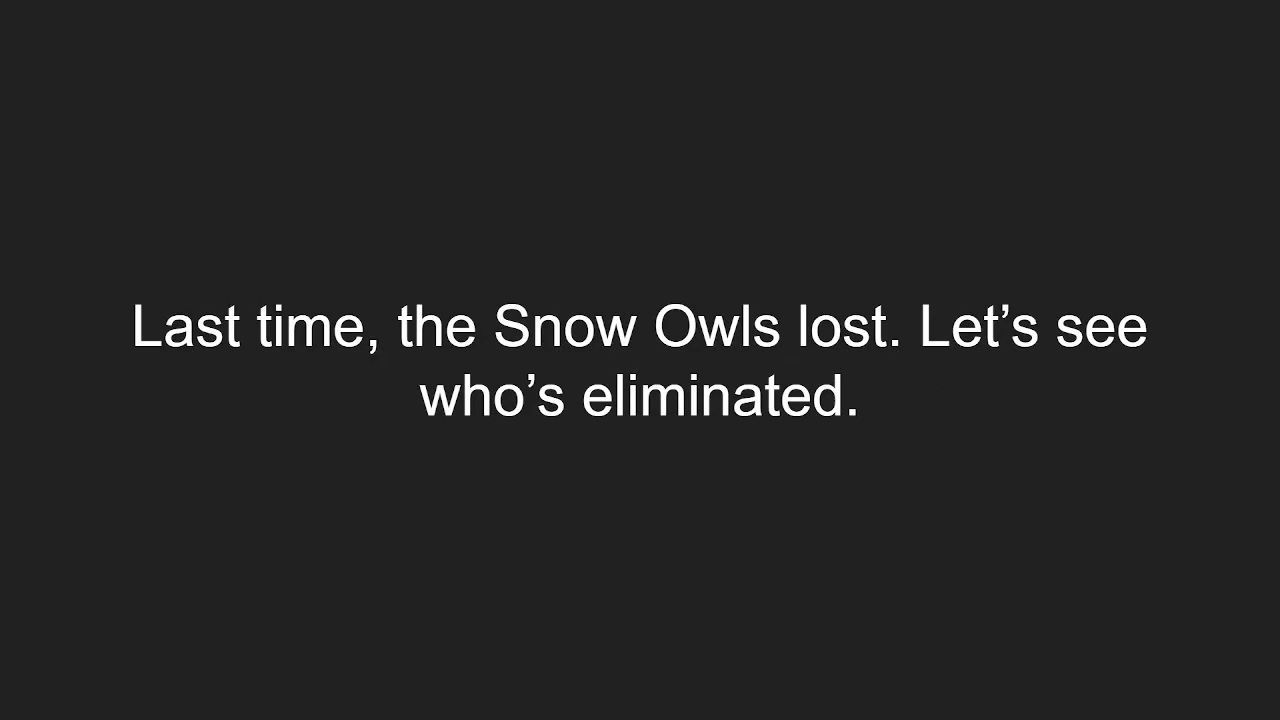 Last time, the Snow Owls lost. Let’s see
who’s eliminated.